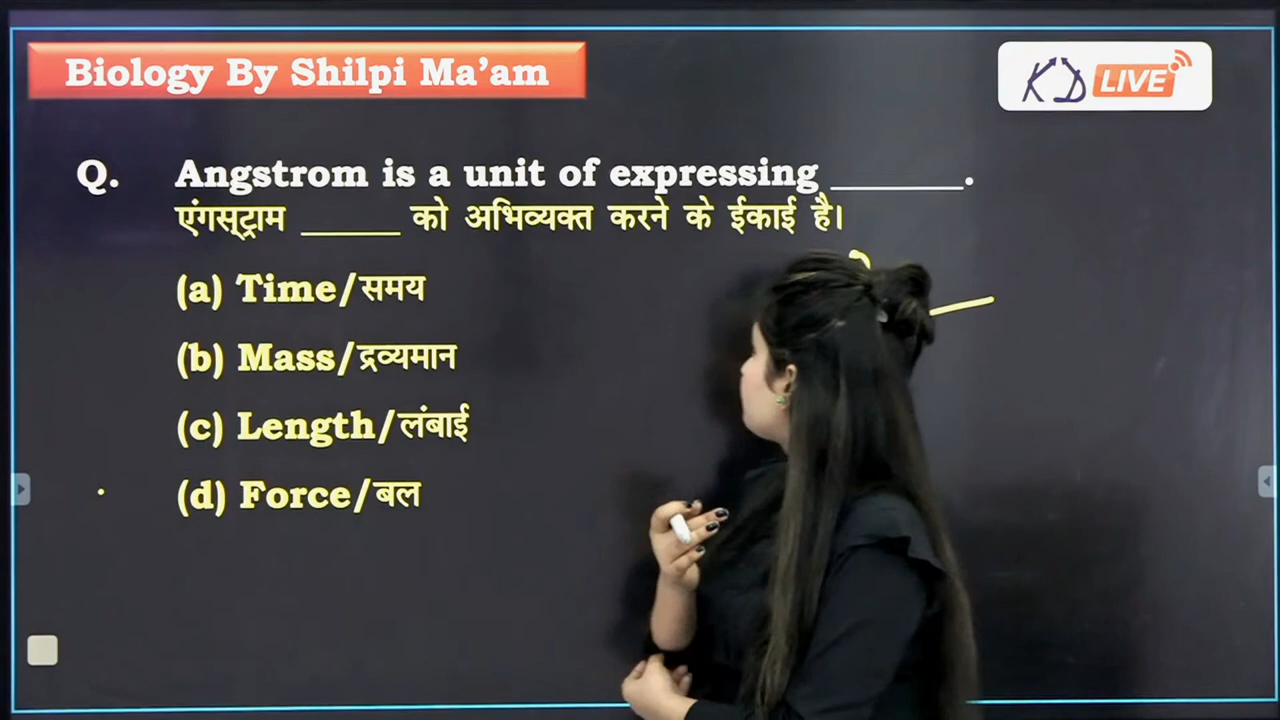 Biology By Shilpi Ma’am
KD LIVE
Q. Angstrom is a unit of expressing ______.
एंगस्ट्राम _____ को अभिव्यक्त करने के ईकाई है।
(a) Time/समय
(b) Mass/द्रव्यमान
(c) Length/लंबाई
(d) Force/बल